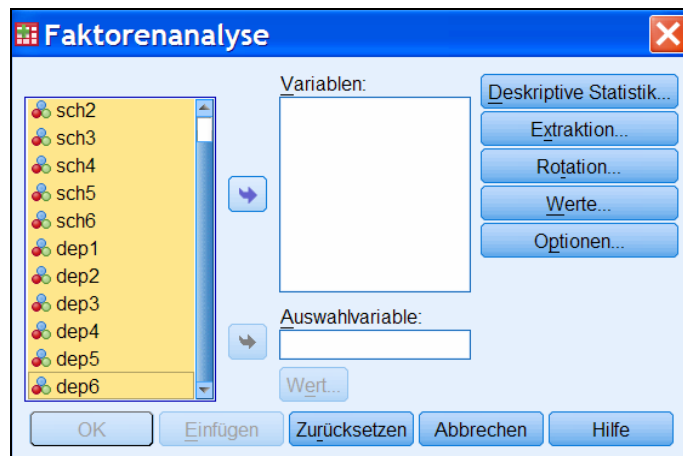 Faktorenanalyse
sch2
sch3
sch4
sch5
sch6
dep1
dep2
dep3
dep4
dep5
dep6
Variablen:
Auswahlvariable:
Wert...
Deskriptive Statistik...
Extraktion...
Rotation...
Werte...
Optionen...
OK
Einfügen
Zurücksetzen
Abbrechen
Hilfe